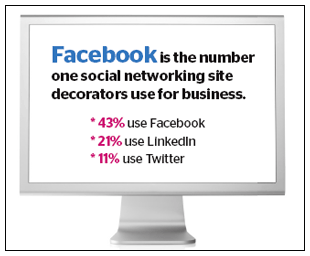 Facebook is the number
one social networking site
decorators use for business.
* 43% use Facebook
* 21% use LinkedIn
* 11% use Twitter